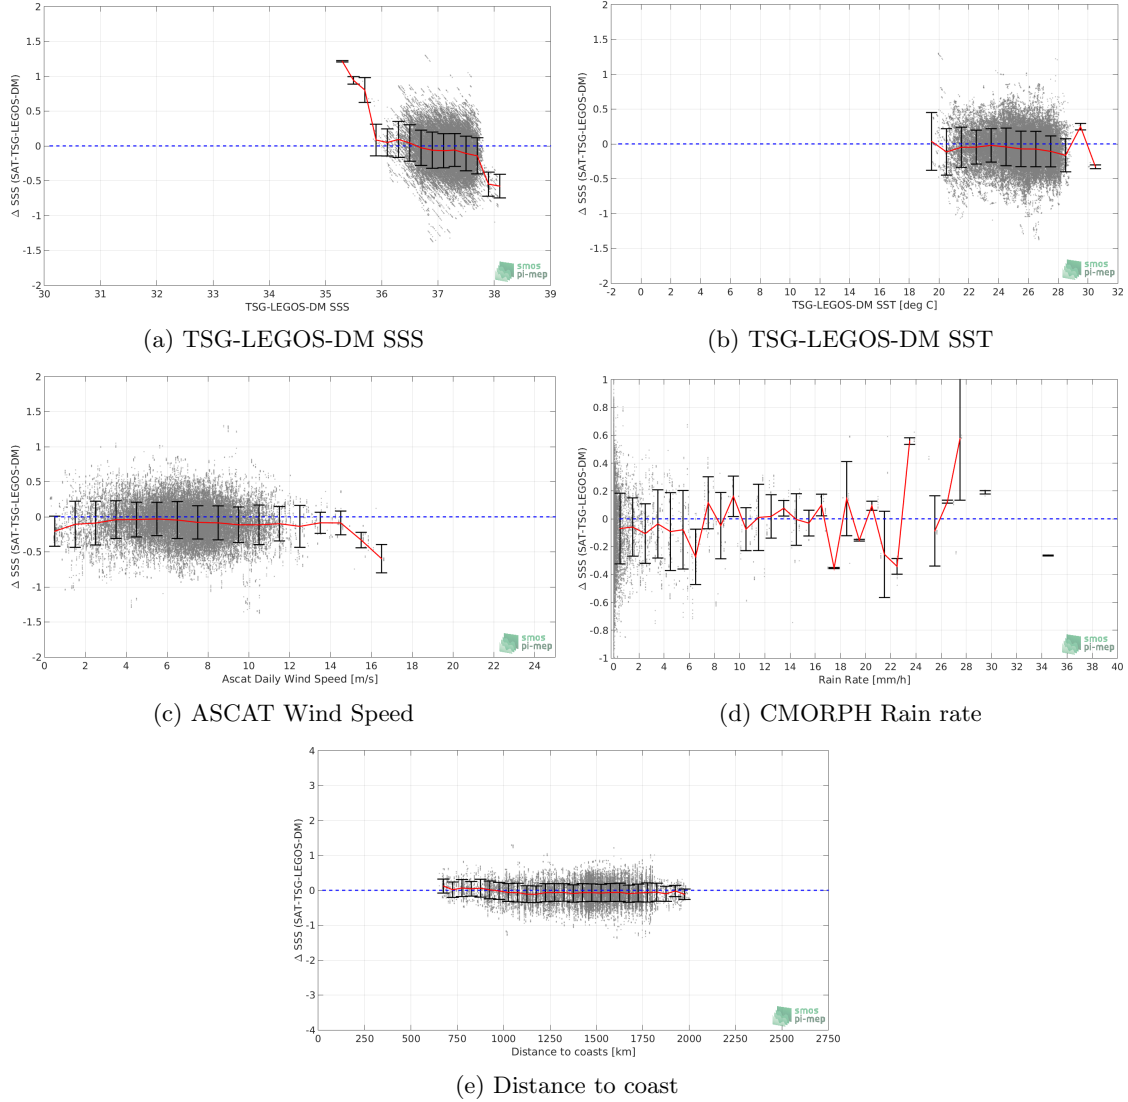 2
1.5
1
0.5
0
-0.5
-1
-1.5
-2
Δ SSS (SAT-TSG-LEGOS-DM)
30 31 32 33 34 35 36 37 38 39
TSG-LEGOS-DM SSS
smos
pi-mep
(a) TSG-LEGOS-DM SSS
2
1.5
1
0.5
0
-0.5
-1
-1.5
-2
Δ SSS (SAT-TSG-LEGOS-DM)
-2 0 2 4 6 8 10 12 14 16 18 20 22 24 26 28 30 32
TSG-LEGOS-DM SST [deg C]
smos
pi-mep
(b) TSG-LEGOS-DM SST
2
1.5
1
0.5
0
-0.5
-1
-1.5
-2
Δ SSS (SAT-TSG-LEGOS-DM)
0 2 4 6 8 10 12 14 16 18 20 22 24
Ascat Daily Wind Speed [m/s]
smos
pi-mep
(c) ASCAT Wind Speed
1
0.8
0.6
0.4
0.2
0
-0.2
-0.4
-0.6
-0.8
-1
Δ SSS (SAT-TSG-LEGOS-DM)
0 2 4 6 8 10 12 14 16 18 20 22 24 26 28 30 32 34 36 38 40
Rain Rate [mm/h]
smos
pi-mep
(d) CMORPH Rain rate
4
3
2
1
0
-1
-2
-3
-4
Δ SSS (SAT-TSG-LEGOS-DM)
0 250 500 750 1000 1250 1500 1750 2000 2250 2500 2750
Distance to coasts [km]
smos
pi-mep
(e) Distance to coast